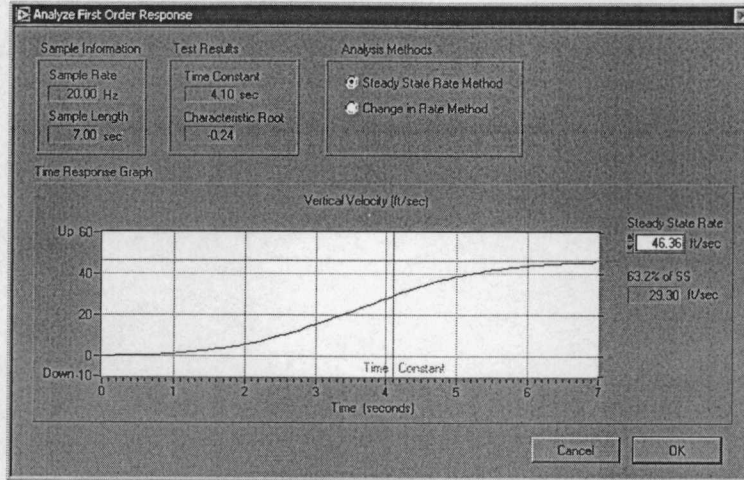 Analyze First Order Response
Sample Information
Sample Rate
20.00 Hz
Sample Length
7.00 sec
Test Results
Time Constant
4.10 sec
Characteristic Root
-0.24
Analysis Methods
Steady State Rate Method
Change in Rate Method
Time Response Graph
Vertical Velocity (ft/sec)
Up 60
40
20
0
Down -10
0 1 2 3 4 5 6 7
Time Constant
Time (seconds)
Steady State Rate
46.36 ft/sec
63.2% of SS
29.30 ft/sec
Cancel
OK